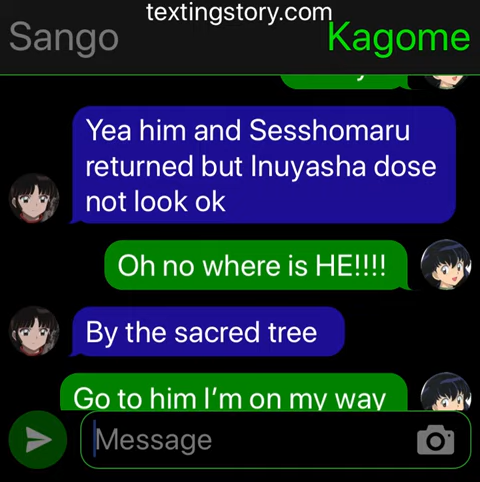 textingstory.com
Sango
Kagome
Yea him and Sesshomaru
returned but Inuyasha dose
not look ok
Oh no where is HE!!!!
By the sacred tree
Go to him I'm on my way
Message